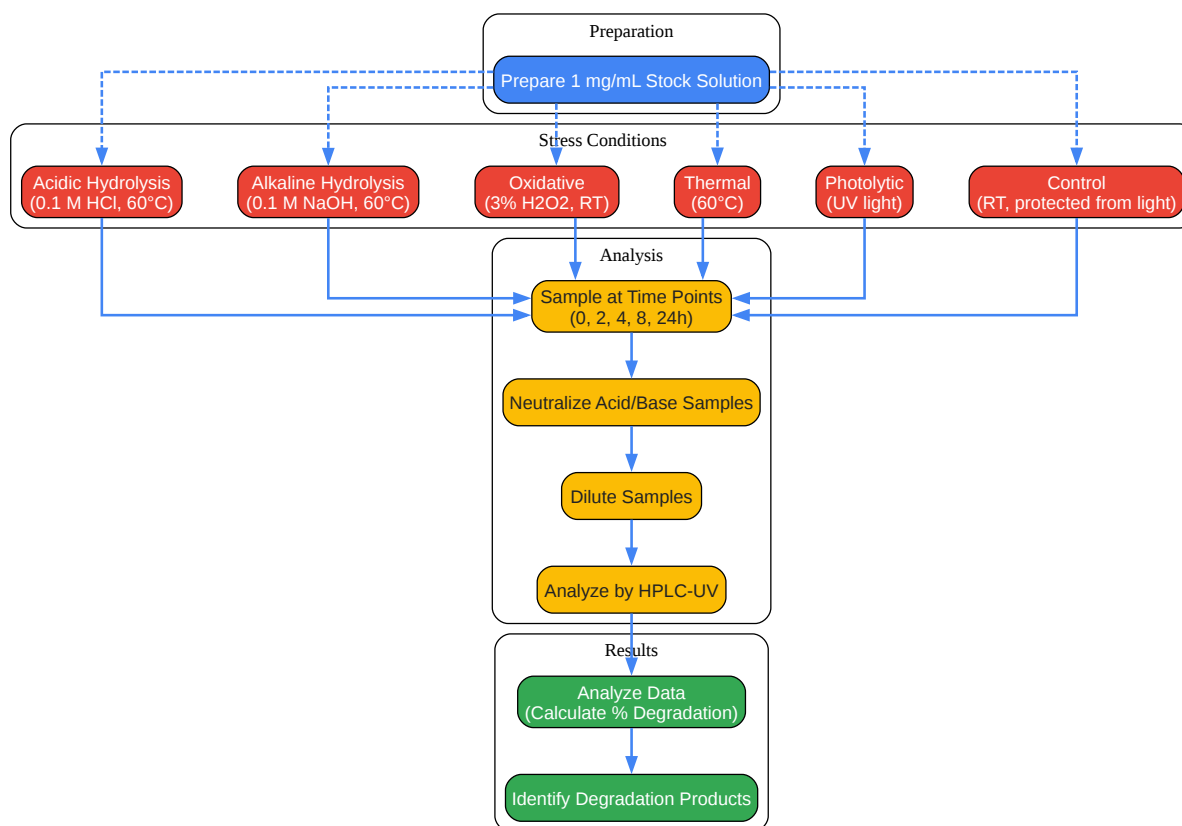 Preparation
Prepare 1 mg/mL Stock Solution
Stress Conditions
Acidic Hydrolysis
(0.1 M HCl, 60°C)
Alkaline Hydrolysis
(0.1 M NaOH, 60°C)
Oxidative
(3% H2O2, RT)
Thermal
(60°C)
Photolytic
(UV light)
Control
(RT, protected from light)
Analysis
Sample at Time Points
(0, 2, 4, 8, 24h)
Neutralize Acid/Base Samples
Dilute Samples
Analyze by HPLC-UV
Results
Analyze Data
(Calculate % Degradation)
Identify Degradation Products